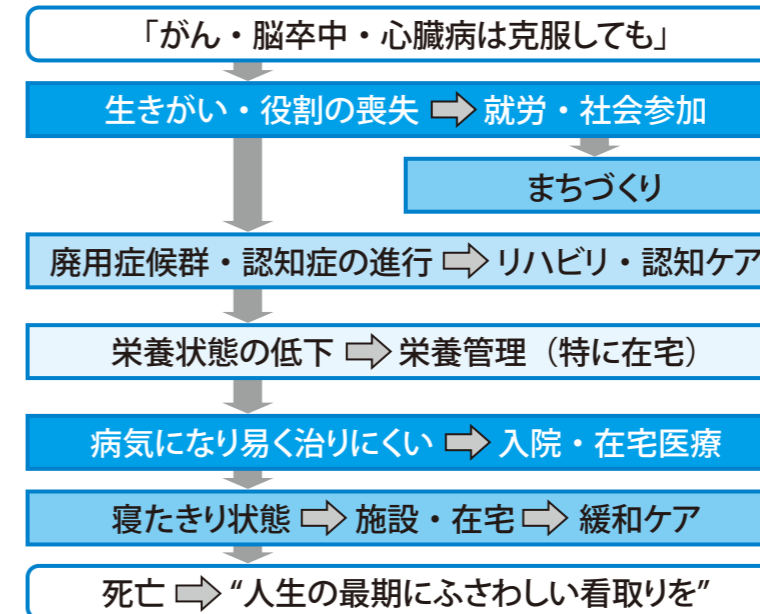 「がん・脳卒中・心臓病は克服しても」
生きがい・役割の喪失 ⇨ 就労・社会参加
まちづくり
廃用症候群・認知症の進行 ⇨ リハビリ・認知ケア
栄養状態の低下 ⇨ 栄養管理（特に在宅）
病気になり易く治りにくい ⇨ 入院・在宅医療
寝たきり状態 ⇨ 施設・在宅 ⇨ 緩和ケア
死亡 ⇨ “人生の最期にふさわしい看取りを”